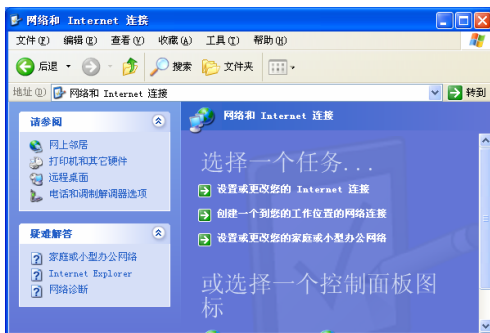 网络和 Internet 连接
文件(F) 编辑(E) 查看(V) 收藏(A) 工具(T) 帮助(H)
后退 搜索 文件夹
地址(D) 网络和 Internet 连接 转到
请参阅
网上邻居
打印机和其它硬件
远程桌面
电话和调制解调器选项
疑难解答
家庭或小型办公网络
Internet Explorer
网络诊断
网络和 Internet 连接
选择一个任务...
设置或更改您的 Internet 连接
创建一个到您的工作位置的网络连接
设置或更改您的家庭或小型办公网络
或选择一个控制面板图
标